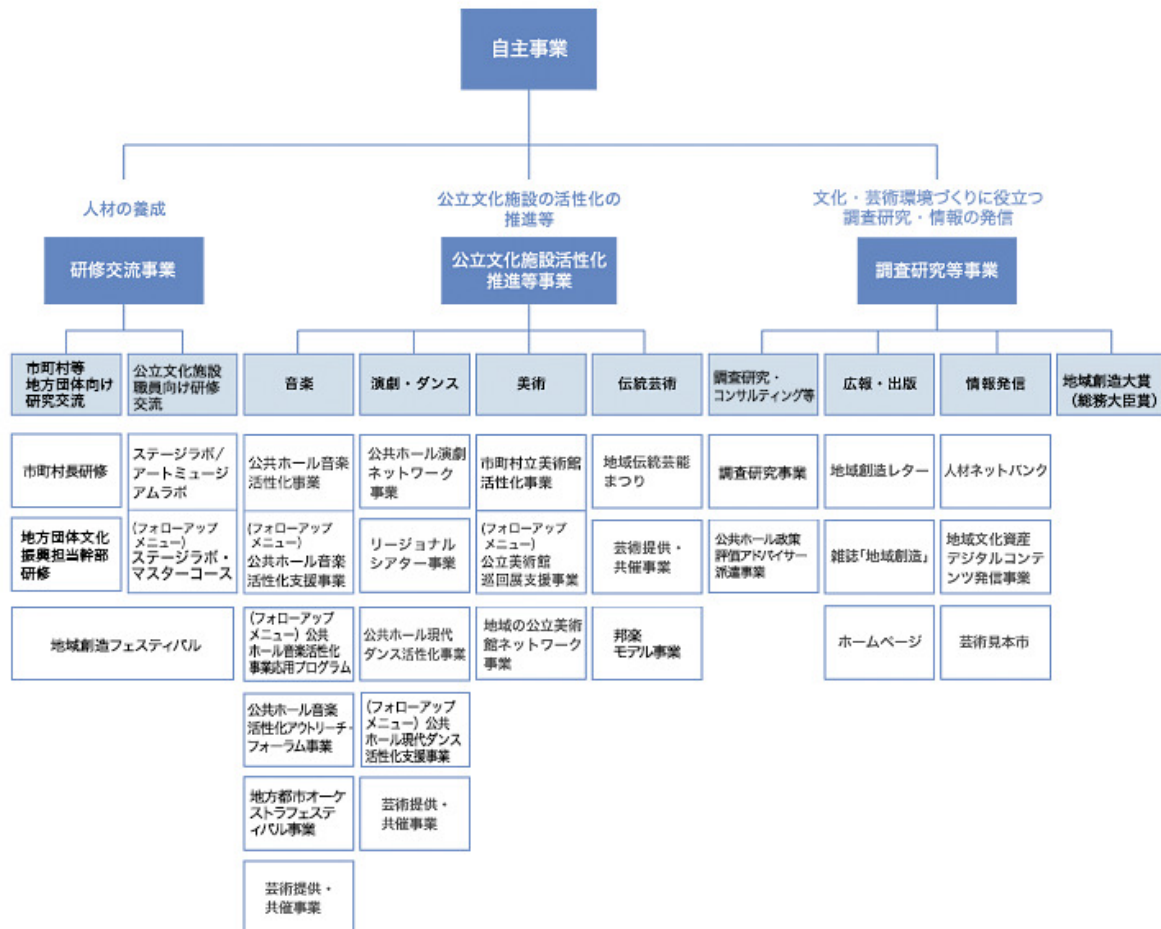 自主事業
人材の養成
公立文化施設の活性化の
推進等
文化・芸術環境づくりに役立つ
調査研究・情報の発信
研修交流事業
公立文化施設活性化
推進等事業
調査研究等事業
市町村等
地方団体向け
研究交流
公立文化施設
職員向け研修
交流
音楽
演劇・ダンス
美術
伝統芸術
調査研究・
コンサルティング等
広報・出版
情報発信
地域創造大賞
（総務大臣賞）
市町村長研修
ステージラボ/
アートミュージ
アムラボ
公共ホール音楽
活性化事業
公共ホール演劇
ネットワーク
事業
市町村立美術館
活性化事業
地域伝統芸能
まつり
調査研究事業
地域創造レター
人材ネットバンク
地方団体文化
振興担当幹部
研修
(フォローアップ
メニュー)
ステージラボ・
マスターコース
(フォローアップ
メニュー)
公共ホール音楽
活性化支援事業
リージョナル
シアター事業
(フォローアップ
メニュー)
公立美術館
巡回展支援事業
芸術提供・
共催事業
公共ホール政策
評価アドバイサー
派遣事業
雑誌「地域創造」
地域文化資産
デジタルコンテ
ンツ発信事業
地域創造フェスティバル
(フォローアップ
メニュー) 公共
ホール音楽活性化
事業応用プログラム
公共ホール現代
ダンス活性化事業
地域の公立美術
館ネットワーク
事業
邦楽
モデル事業
ホームページ
芸術見本市
公共ホール音楽
活性化アウトリーチ・
フォーラム事業
(フォローアップ
メニュー) 公共
ホール現代ダンス
活性化支援事業
地方都市オーケ
ストラフェステ
ィバル事業
芸術提供・
共催事業
芸術提供・
共催事業